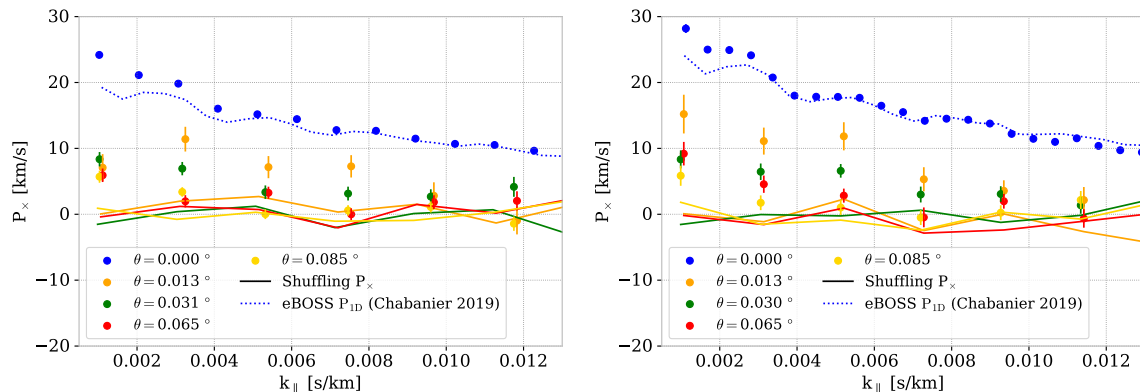 30
20
10
0
−10
−20
P× [km/s]
θ = 0.000 °
θ = 0.013 °
θ = 0.031 °
θ = 0.065 °
θ = 0.085 °
Shuffling P×
eBOSS P1D (Chabanier 2019)
0.002 0.004 0.006 0.008 0.010 0.012
k∥ [s/km]
30
20
10
0
−10
−20
P× [km/s]
θ = 0.000 °
θ = 0.013 °
θ = 0.030 °
θ = 0.065 °
θ = 0.085 °
Shuffling P×
eBOSS P1D (Chabanier 2019)
0.002 0.004 0.006 0.008 0.010 0.012
k∥ [s/km]